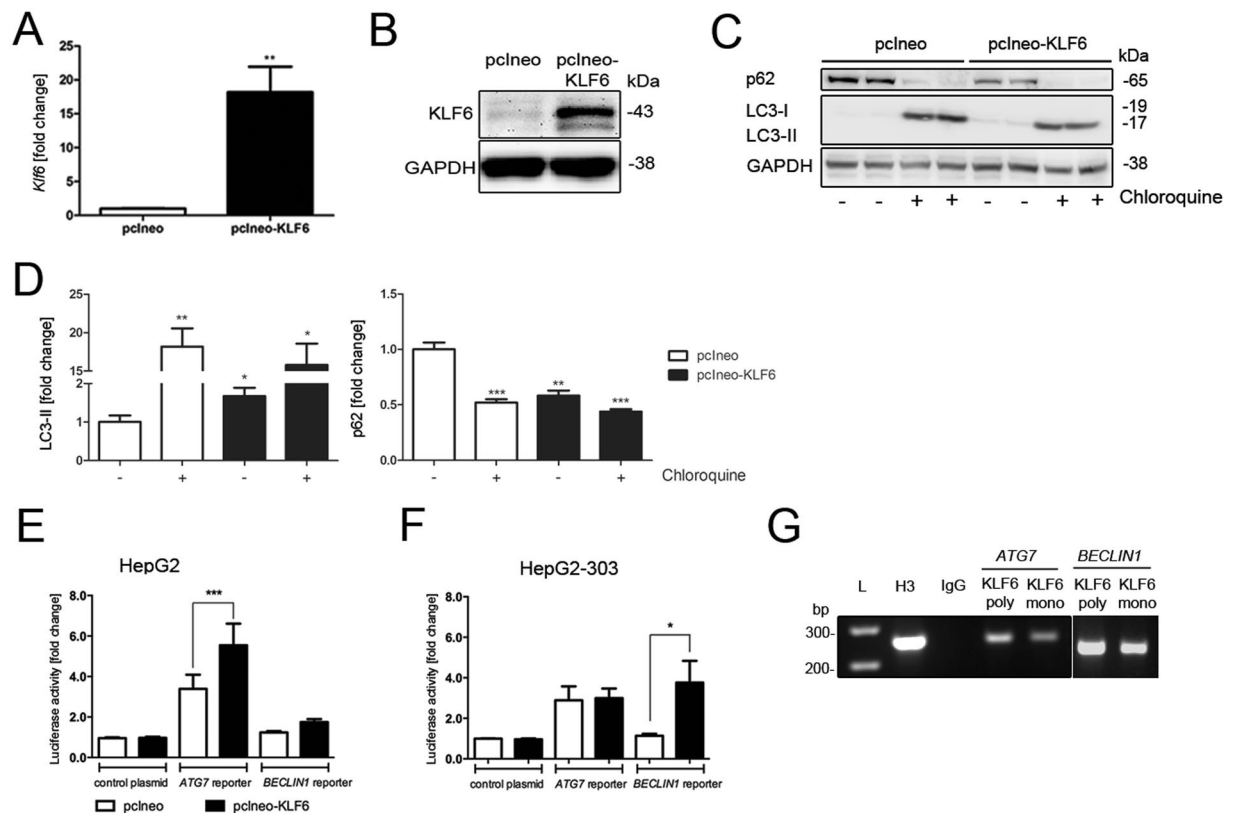 A
Klf6 [fold change]
25
20
15
10
5
0
**
pcIneo
pcIneo-KLF6
B
pcIneo pcIneo-KLF6 kDa
KLF6 -43
GAPDH -38
C
pcIneo pcIneo-KLF6 kDa
p62 -65
LC3-I -19
LC3-II -17
GAPDH -38
- - + + - - + + Chloroquine
D
LC3-II [fold change]
25
20
15
2
1
0
** * *
- + - +
p62 [fold change]
1.5
1.0
0.5
0.0
*** ** ***
- + - + Chloroquine
pcIneo
pcIneo-KLF6
E
HepG2
Luciferase activity [fold change]
8.0
6.0
4.0
2.0
0.0
***
control plasmid ATG7 reporter BECLIN1 reporter
pcIneo pcIneo-KLF6
F
HepG2-303
Luciferase activity [fold change]
8.0
6.0
4.0
2.0
0.0
*
control plasmid ATG7 reporter BECLIN1 reporter
G
ATG7 BECLIN1
L H3 IgG KLF6 KLF6 KLF6 KLF6
bp poly mono poly mono
300-
200-